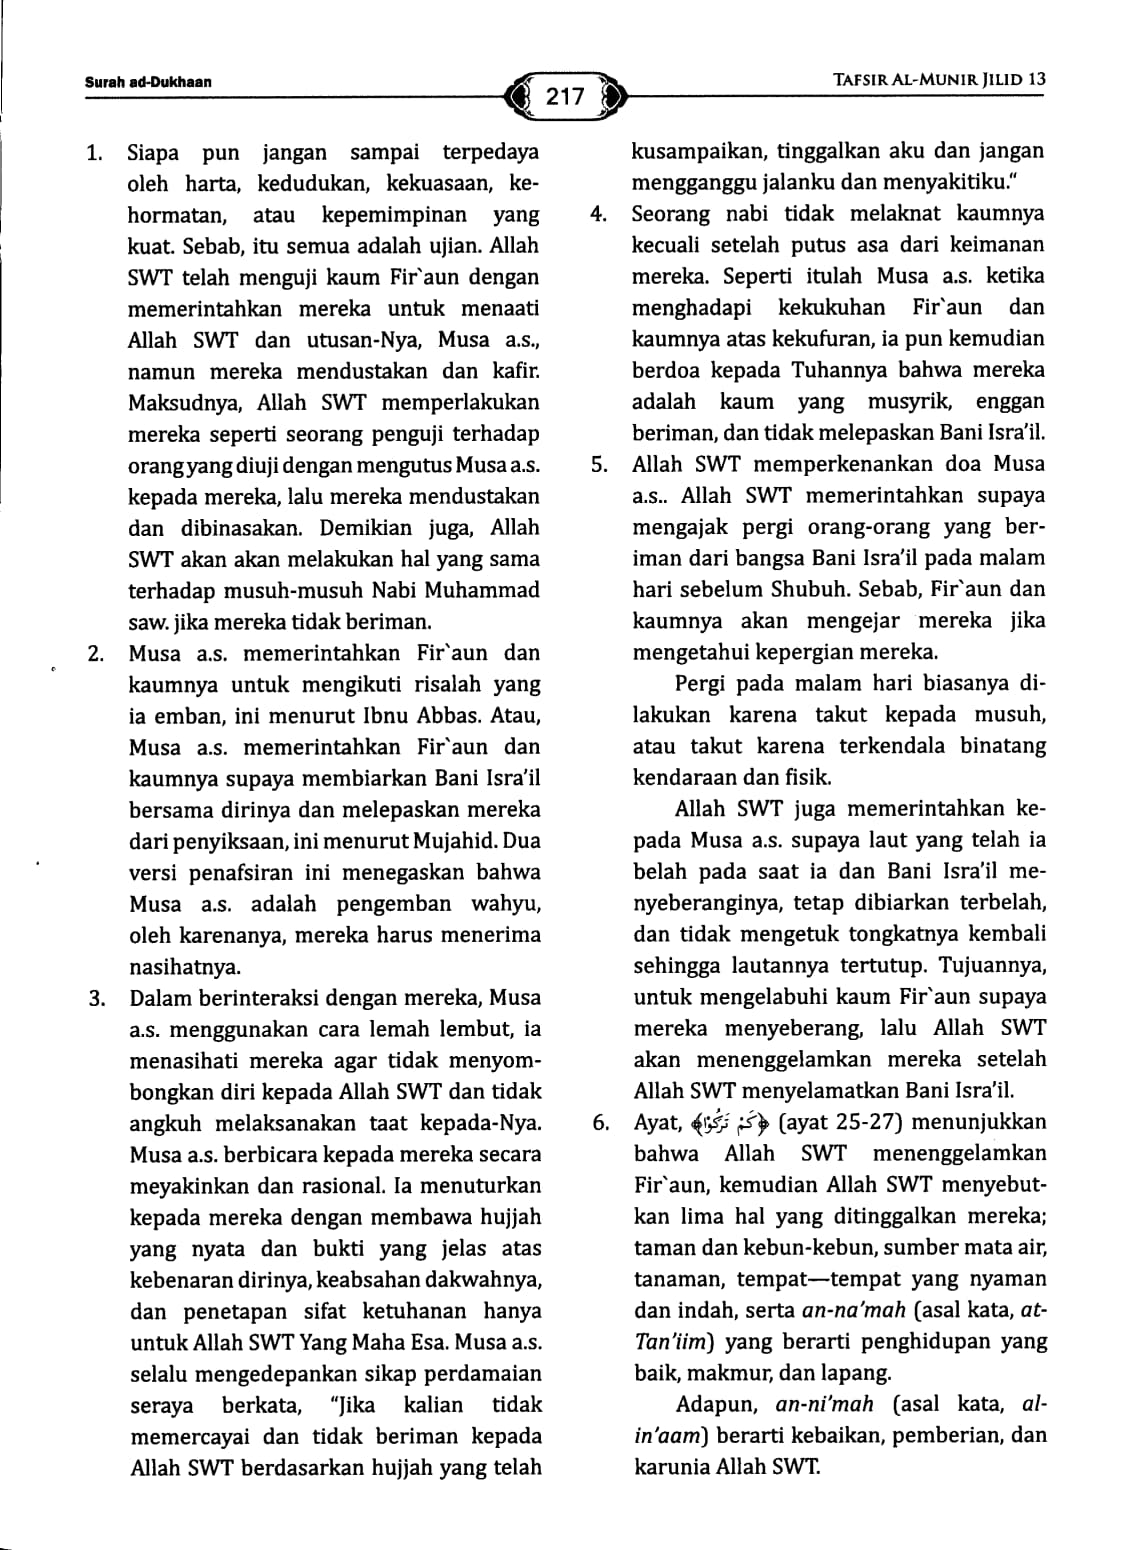 Surah ad-Dukhaan
217
TAFSIR AL-MUNIR JILID 13
1. Siapa pun jangan sampai terpedaya
oleh harta, kedudukan, kekuasaan, ke-
hormatan, atau kepemimpinan yang
kuat. Sebab, itu semua adalah ujian. Allah
SWT telah menguji kaum Fir`aun dengan
memerintahkan mereka untuk menaati
Allah SWT dan utusan-Nya, Musa a.s.,
namun mereka mendustakan dan kafir.
Maksudnya, Allah SWT memperlakukan
mereka seperti seorang penguji terhadap
orang yang diuji dengan mengutus Musa a.s.
kepada mereka, lalu mereka mendustakan
dan dibinasakan. Demikian juga, Allah
SWT akan akan melakukan hal yang sama
terhadap musuh-musuh Nabi Muhammad
saw. jika mereka tidak beriman.
2. Musa a.s. memerintahkan Fir`aun dan
kaumnya untuk mengikuti risalah yang
ia emban, ini menurut Ibnu Abbas. Atau,
Musa a.s. memerintahkan Fir`aun dan
kaumnya supaya membiarkan Bani Isra'il
bersama dirinya dan melepaskan mereka
dari penyiksaan, ini menurut Mujahid. Dua
versi penafsiran ini menegaskan bahwa
Musa a.s. adalah pengemban wahyu,
oleh karenanya, mereka harus menerima
nasihatnya.
3. Dalam berinteraksi dengan mereka, Musa
a.s. menggunakan cara lemah lembut, ia
menasihati mereka agar tidak menyom-
bongkan diri kepada Allah SWT dan tidak
angkuh melaksanakan taat kepada-Nya.
Musa a.s. berbicara kepada mereka secara
meyakinkan dan rasional. Ia menuturkan
kepada mereka dengan membawa hujjah
yang nyata dan bukti yang jelas atas
kebenaran dirinya, keabsahan dakwahnya,
dan penetapan sifat ketuhanan hanya
untuk Allah SWT Yang Maha Esa. Musa a.s.
selalu mengedepankan sikap perdamaian
seraya berkata, “Jika kalian tidak
memercayai dan tidak beriman kepada
Allah SWT berdasarkan hujjah yang telah
kusampaikan, tinggalkan aku dan jangan
mengganggu jalanku dan menyakitiku.“
4. Seorang nabi tidak melaknat kaumnya
kecuali setelah putus asa dari keimanan
mereka. Seperti itulah Musa a.s. ketika
menghadapi kekukuhan Fir`aun dan
kaumnya atas kekufuran, ia pun kemudian
berdoa kepada Tuhannya bahwa mereka
adalah kaum yang musyrik, enggan
beriman, dan tidak melepaskan Bani Isra'il.
5. Allah SWT memperkenankan doa Musa
a.s.. Allah SWT memerintahkan supaya
mengajak pergi orang-orang yang ber-
iman dari bangsa Bani Isra'il pada malam
hari sebelum Shubuh. Sebab, Fir`aun dan
kaumnya akan mengejar mereka jika
mengetahui kepergian mereka.
Pergi pada malam hari biasanya di-
lakukan karena takut kepada musuh,
atau takut karena terkendala binatang
kendaraan dan fisik.
Allah SWT juga memerintahkan ke-
pada Musa a.s. supaya laut yang telah ia
belah pada saat ia dan Bani Isra'il me-
nyeberanginya, tetap dibiarkan terbelah,
dan tidak mengetuk tongkatnya kembali
sehingga lautannya tertutup. Tujuannya,
untuk mengelabuhi kaum Fir`aun supaya
mereka menyeberang, lalu Allah SWT
akan menenggelamkan mereka setelah
Allah SWT menyelamatkan Bani Isra'il.
6. Ayat, ﴿كَمْ تَرَكُوْا﴾ (ayat 25-27) menunjukkan
bahwa Allah SWT menenggelamkan
Fir`aun, kemudian Allah SWT menyebut-
kan lima hal yang ditinggalkan mereka;
taman dan kebun-kebun, sumber mata air,
tanaman, tempat—tempat yang nyaman
dan indah, serta an-na'mah (asal kata, at-
Tan'iim) yang berarti penghidupan yang
baik, makmur, dan lapang.
Adapun, an-ni'mah (asal kata, al-
in'aam) berarti kebaikan, pemberian, dan
karunia Allah SWT.